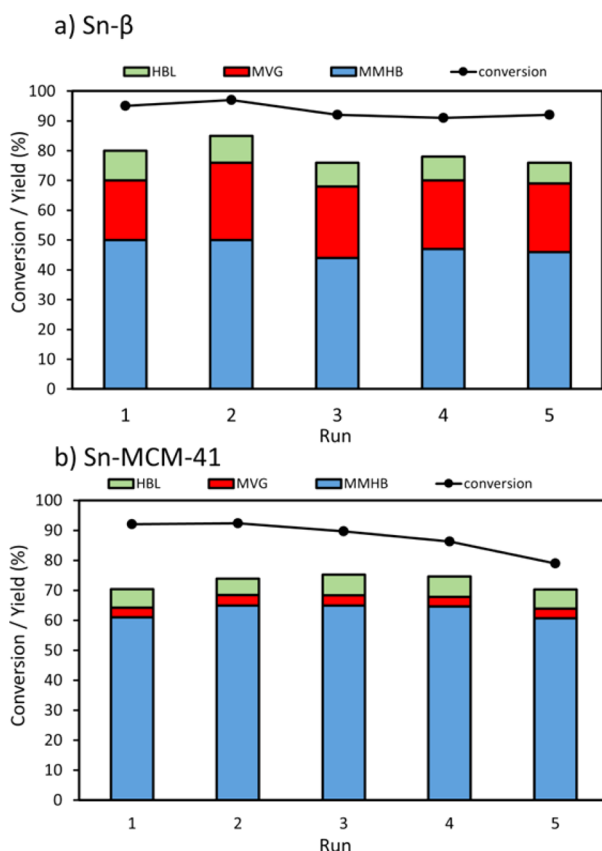 a) Sn-β
HBL MVG MMHB conversion
100
90
80
70
60
50
40
30
20
10
0
Conversion / Yield (%)
1 2 3 4 5
Run
b) Sn-MCM-41
HBL MVG MMHB conversion
100
90
80
70
60
50
40
30
20
10
0
Conversion / Yield (%)
1 2 3 4 5
Run